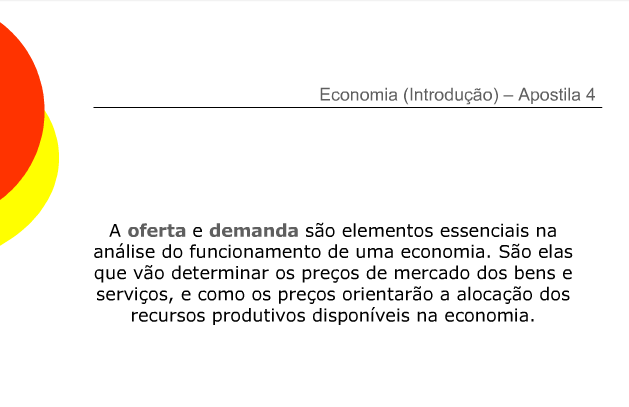 Economia (Introdução) – Apostila 4
A oferta e demanda são elementos essenciais na
análise do funcionamento de uma economia. São elas
que vão determinar os preços de mercado dos bens e
serviços, e como os preços orientarão a alocação dos
recursos produtivos disponíveis na economia.